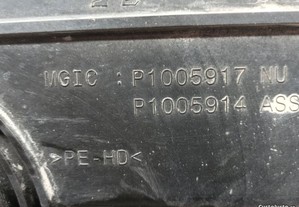 MGIC : P1005917 NU
P1005914 ASS
>PE-HD<